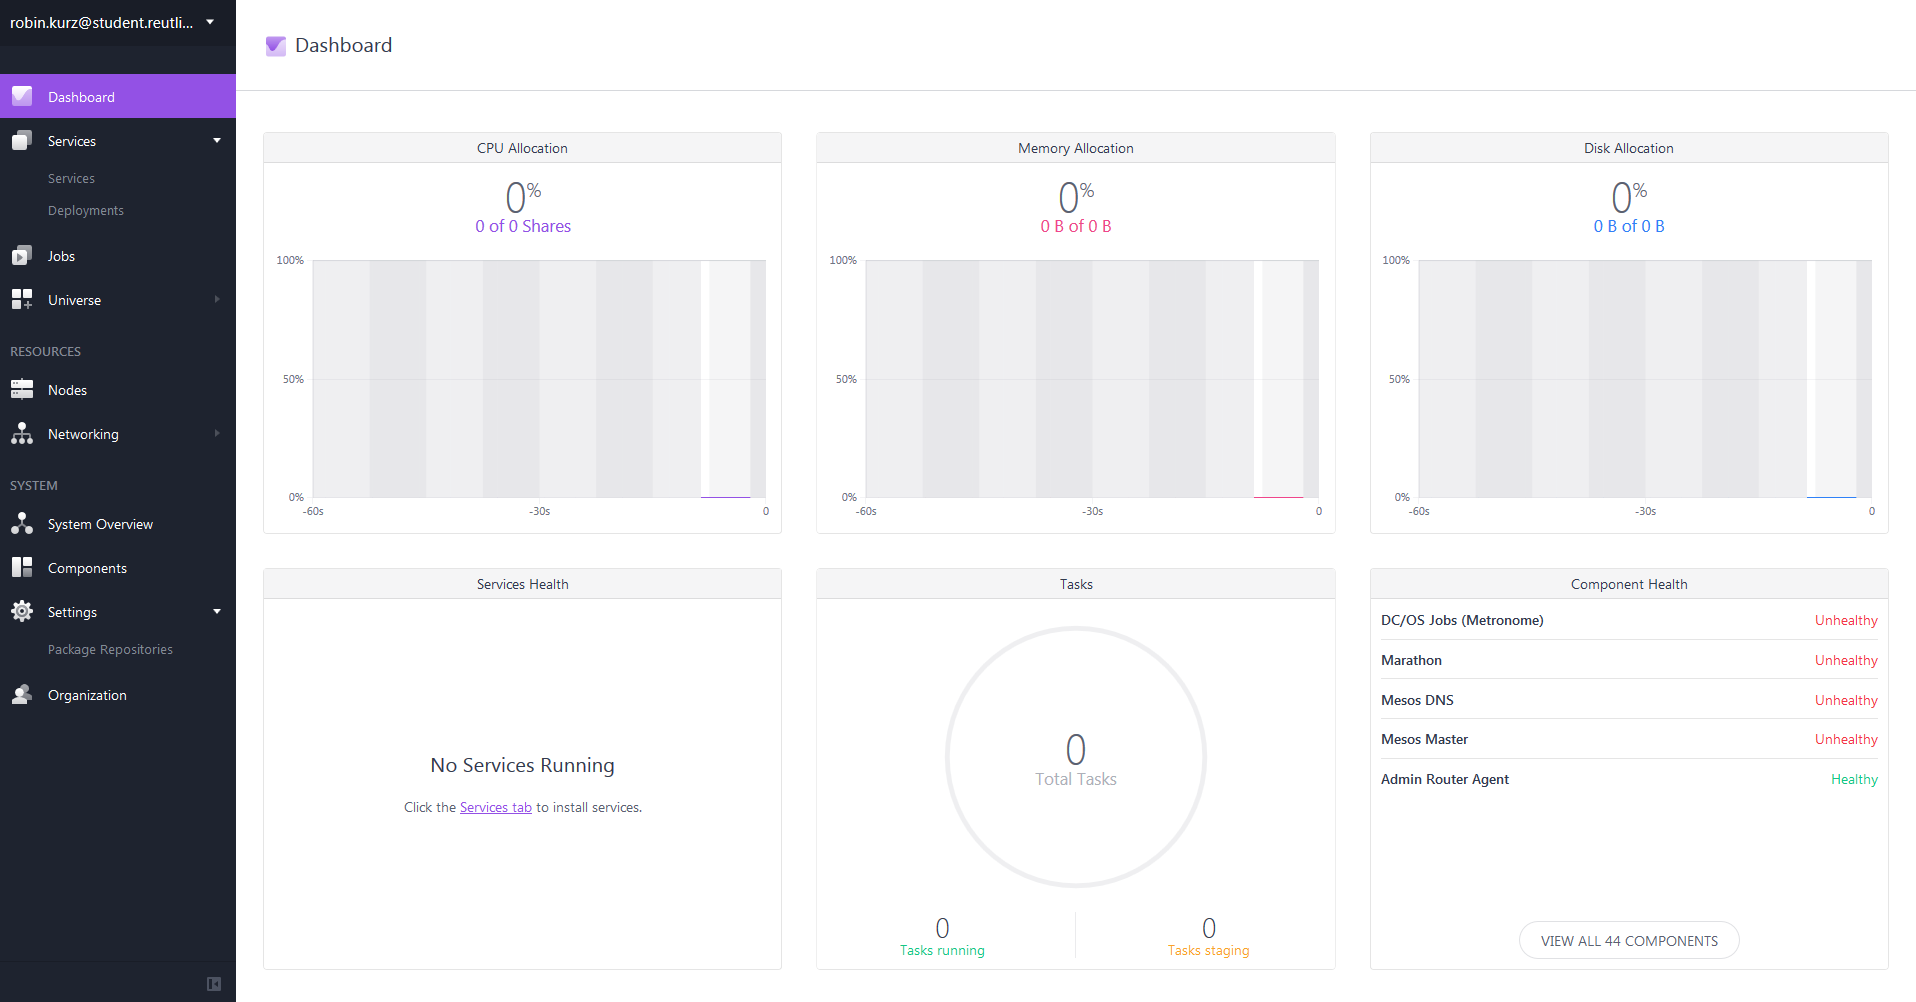 robin.kurz@student.reutli...
Dashboard
Services
Services
Deployments
Jobs
Universe
RESOURCES
Nodes
Networking
SYSTEM
System Overview
Components
Settings
Package Repositories
Organization
Dashboard
CPU Allocation
0%
0 of 0 Shares
100%
50%
0%
-60s -30s 0
Memory Allocation
0%
0 B of 0 B
100%
50%
0%
-60s -30s 0
Disk Allocation
0%
0 B of 0 B
100%
50%
0%
-60s -30s 0
Services Health
No Services Running
Click the Services tab to install services.
Tasks
0
Total Tasks
0
Tasks running
0
Tasks staging
Component Health
DC/OS Jobs (Metronome) Unhealthy
Marathon Unhealthy
Mesos DNS Unhealthy
Mesos Master Unhealthy
Admin Router Agent Healthy
VIEW ALL 44 COMPONENTS